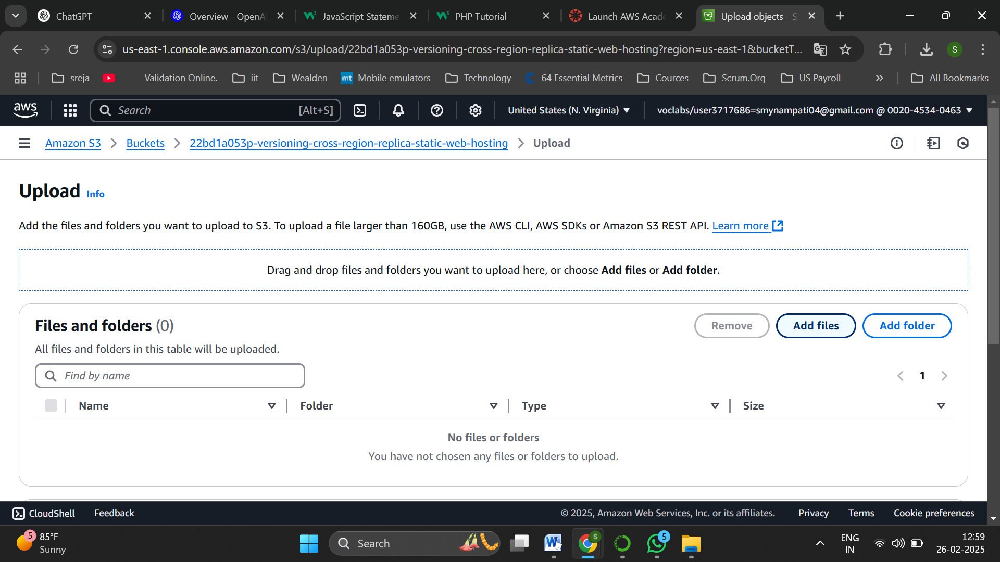 ChatGPT
Overview - OpenAI
JavaScript Stateme
PHP Tutorial
Launch AWS Acade
Upload objects - S
us-east-1.console.aws.amazon.com/s3/upload/22bd1a053p-versioning-cross-region-replica-static-web-hosting?region=us-east-1&bucketT...
S
sreja
Validation Online.
iit
Wealden
mt Mobile emulators
Technology
64 Essential Metrics
Cources
Scrum.Org
US Payroll
All Bookmarks
aws
Search [Alt+S]
United States (N. Virginia)
voclabs/user3717686=smynampati04@gmail.com @ 0020-4534-0463
Amazon S3 > Buckets > 22bd1a053p-versioning-cross-region-replica-static-web-hosting > Upload
Upload Info
Add the files and folders you want to upload to S3. To upload a file larger than 160GB, use the AWS CLI, AWS SDKs or Amazon S3 REST API. Learn more
Drag and drop files and folders you want to upload here, or choose Add files or Add folder.
Files and folders (0)
Remove
Add files
Add folder
All files and folders in this table will be uploaded.
Find by name
1
Name
Folder
Type
Size
No files or folders
You have not chosen any files or folders to upload.
CloudShell
Feedback
© 2025, Amazon Web Services, Inc. or its affiliates.
Privacy
Terms
Cookie preferences
5
85°F
Sunny
Search
W
S
5
ENG
IN
12:59
26-02-2025